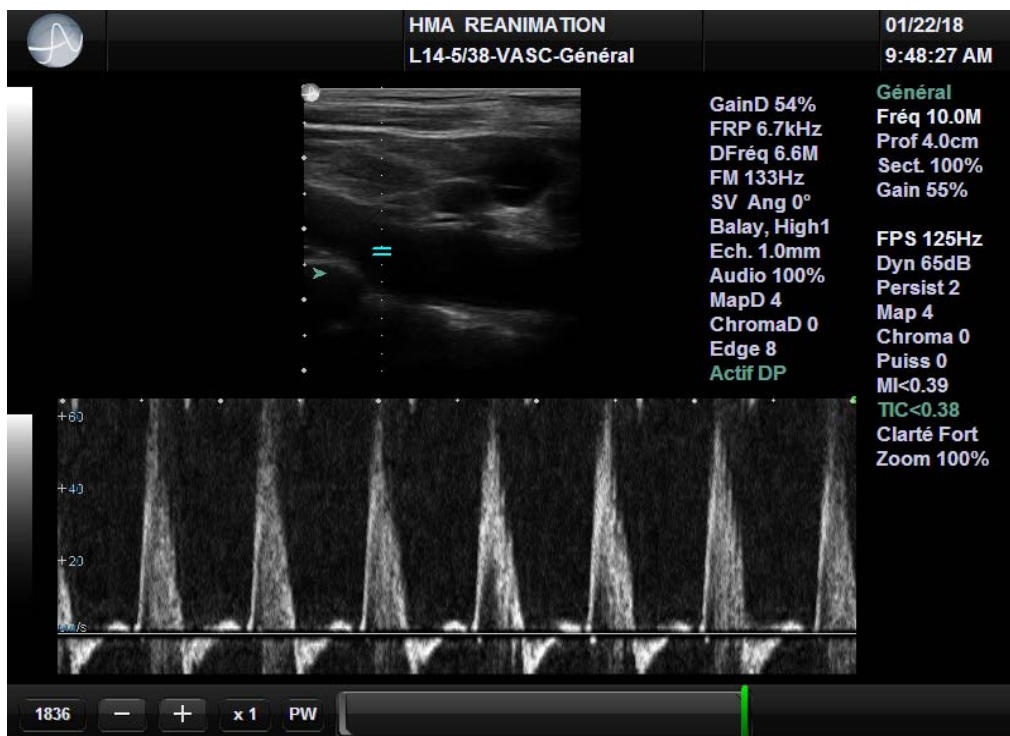 HMA REANIMATION
01/22/18
L14-5/38-VASC-Général
9:48:27 AM
GainD 54%
FRP 6.7kHz
DFréq 6.6M
FM 133Hz
SV Ang 0°
Balay, High1
Ech. 1.0mm
Audio 100%
MapD 4
ChromaD 0
Edge 8
Actif DP
Général
Fréq 10.0M
Prof 4.0cm
Sect. 100%
Gain 55%
FPS 125Hz
Dyn 65dB
Persist 2
Map 4
Chroma 0
Puiss 0
MI<0.39
TIC<0.38
Clarté Fort
Zoom 100%
+60
+40
+20
1836
x 1
PW